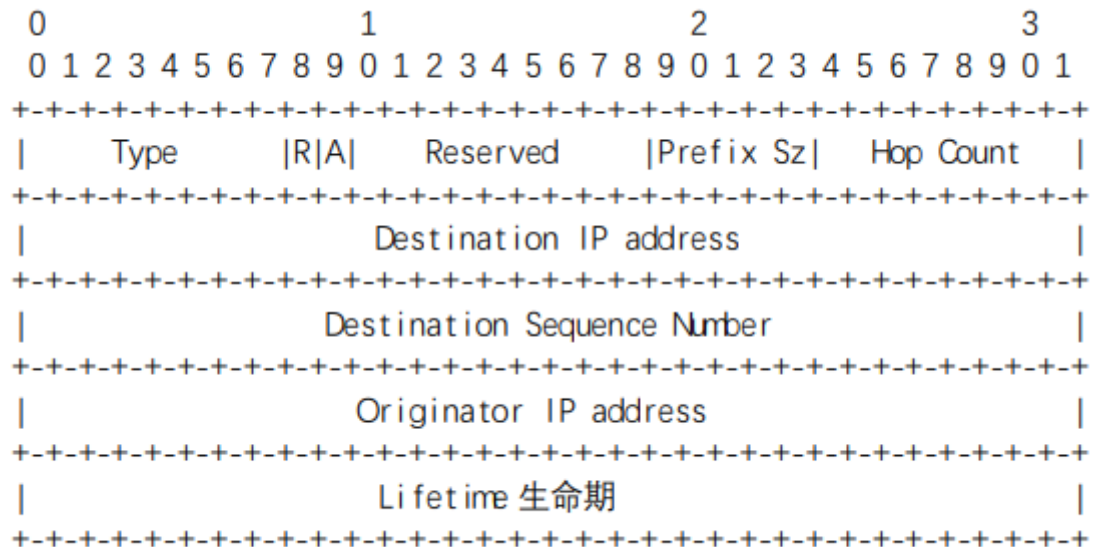 0 1 2 3
0 1 2 3 4 5 6 7 8 9 0 1 2 3 4 5 6 7 8 9 0 1 2 3 4 5 6 7 8 9 0 1
+-+-+-+-+-+-+-+-+-+-+-+-+-+-+-+-+-+-+-+-+-+-+-+-+-+-+-+-+-+-+-+-+
| Type |R|A| Reserved |Prefix Sz| Hop Count |
+-+-+-+-+-+-+-+-+-+-+-+-+-+-+-+-+-+-+-+-+-+-+-+-+-+-+-+-+-+-+-+-+
| Destination IP address |
+-+-+-+-+-+-+-+-+-+-+-+-+-+-+-+-+-+-+-+-+-+-+-+-+-+-+-+-+-+-+-+-+
| Destination Sequence Number |
+-+-+-+-+-+-+-+-+-+-+-+-+-+-+-+-+-+-+-+-+-+-+-+-+-+-+-+-+-+-+-+-+
| Originator IP address |
+-+-+-+-+-+-+-+-+-+-+-+-+-+-+-+-+-+-+-+-+-+-+-+-+-+-+-+-+-+-+-+-+
| Lifetime 生命期 |
+-+-+-+-+-+-+-+-+-+-+-+-+-+-+-+-+-+-+-+-+-+-+-+-+-+-+-+-+-+-+-+-+